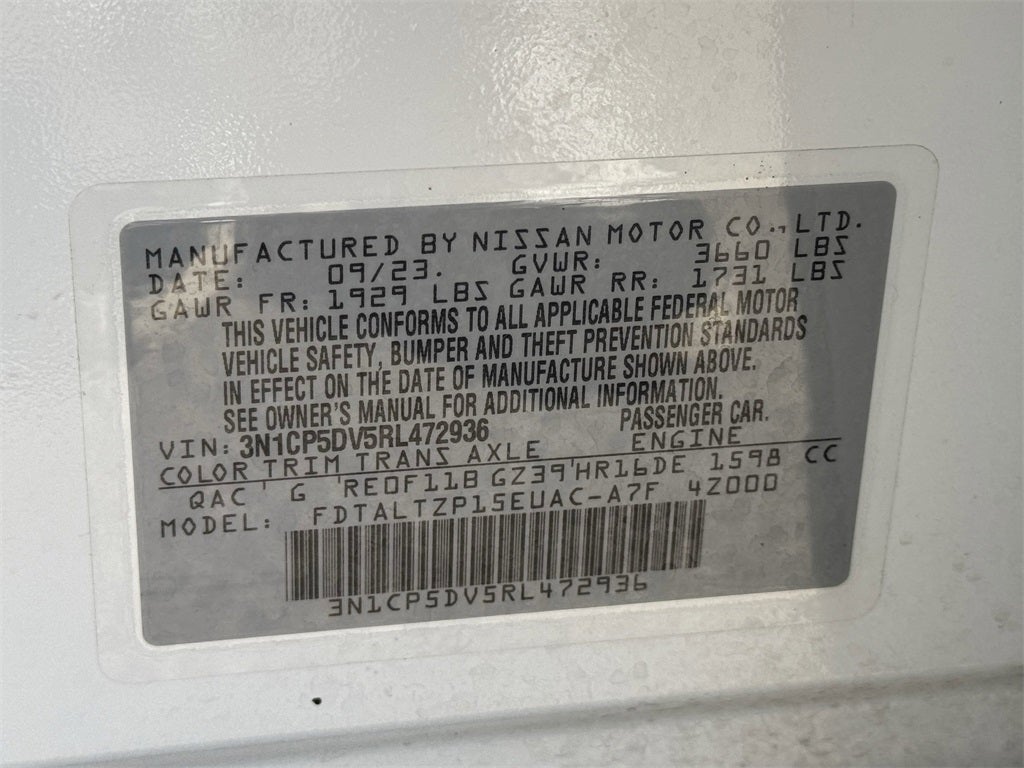 MANUFACTURED BY NISSAN MOTOR CO., LTD.
DATE: 09/23. GVWR: 3660 LBS
GAWR FR: 1929 LBS GAWR RR: 1731 LBS
THIS VEHICLE CONFORMS TO ALL APPLICABLE FEDERAL MOTOR
VEHICLE SAFETY, BUMPER AND THEFT PREVENTION STANDARDS
IN EFFECT ON THE DATE OF MANUFACTURE SHOWN ABOVE.
SEE OWNER'S MANUAL FOR ADDITIONAL INFORMATION.
VIN: 3N1CP5DV5RL472936 PASSENGER CAR.
COLOR TRIM TRANS AXLE ENGINE
QAC ' G 'RE0F11B GZ39'HR16DE 1598 CC
MODEL: FDTALTZP15EUAC-A7F 4Z000
3N1CP5DV5RL472936